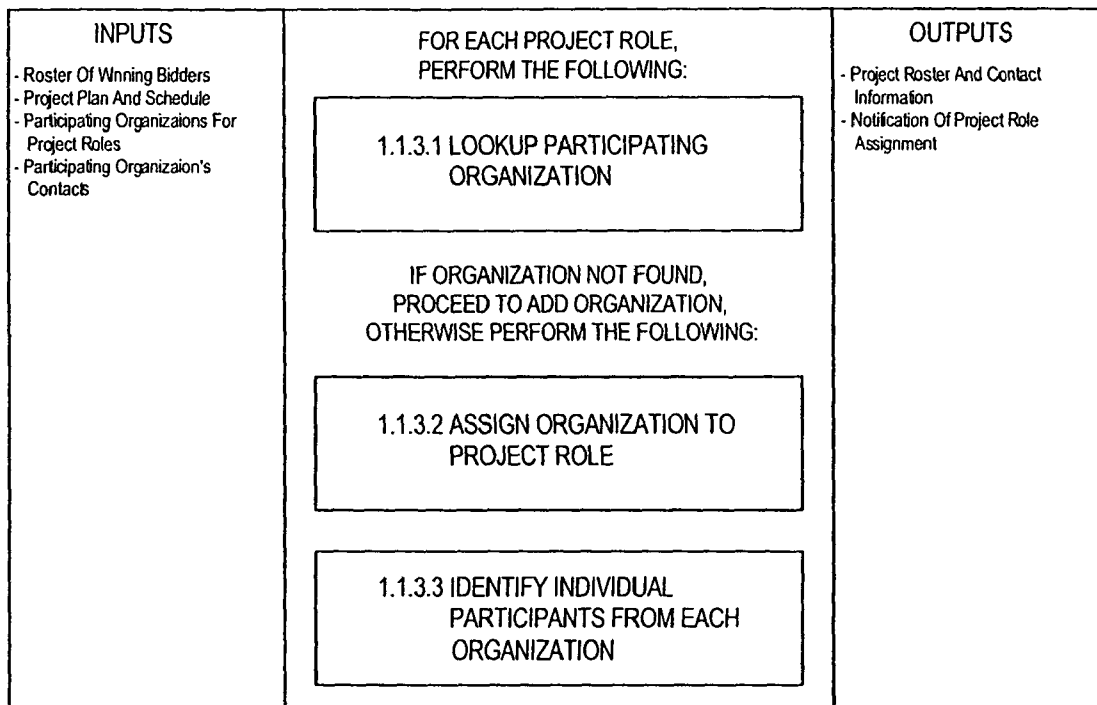 INPUTS
- Roster Of Wnning Bidders
- Project Plan And Schedule
- Participating Organizaions For
Project Roles
- Participating Organizaion's
Contacts
FOR EACH PROJECT ROLE,
PERFORM THE FOLLOWING:
1.1.3.1 LOOKUP PARTICIPATING
ORGANIZATION
IF ORGANIZATION NOT FOUND,
PROCEED TO ADD ORGANIZATION,
OTHERWISE PERFORM THE FOLLOWING:
1.1.3.2 ASSIGN ORGANIZATION TO
PROJECT ROLE
1.1.3.3 IDENTIFY INDIVIDUAL
PARTICIPANTS FROM EACH
ORGANIZATION
OUTPUTS
- Project Roster And Contact
Information
- Notification Of Project Role
Assignment